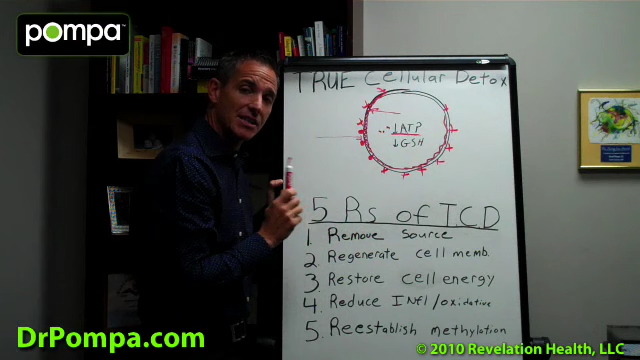 pompa™
TRUE Cellular Detox
↓ATP
↓GSH
5 Rs of TCD
1. Remove Source
2. Regenerate cell memb.
3. Restore cell energy
4. Reduce INFl/oxidative
5. Reestablish methylation
DrPompa.com
© 2010 Revelation Health, LLC